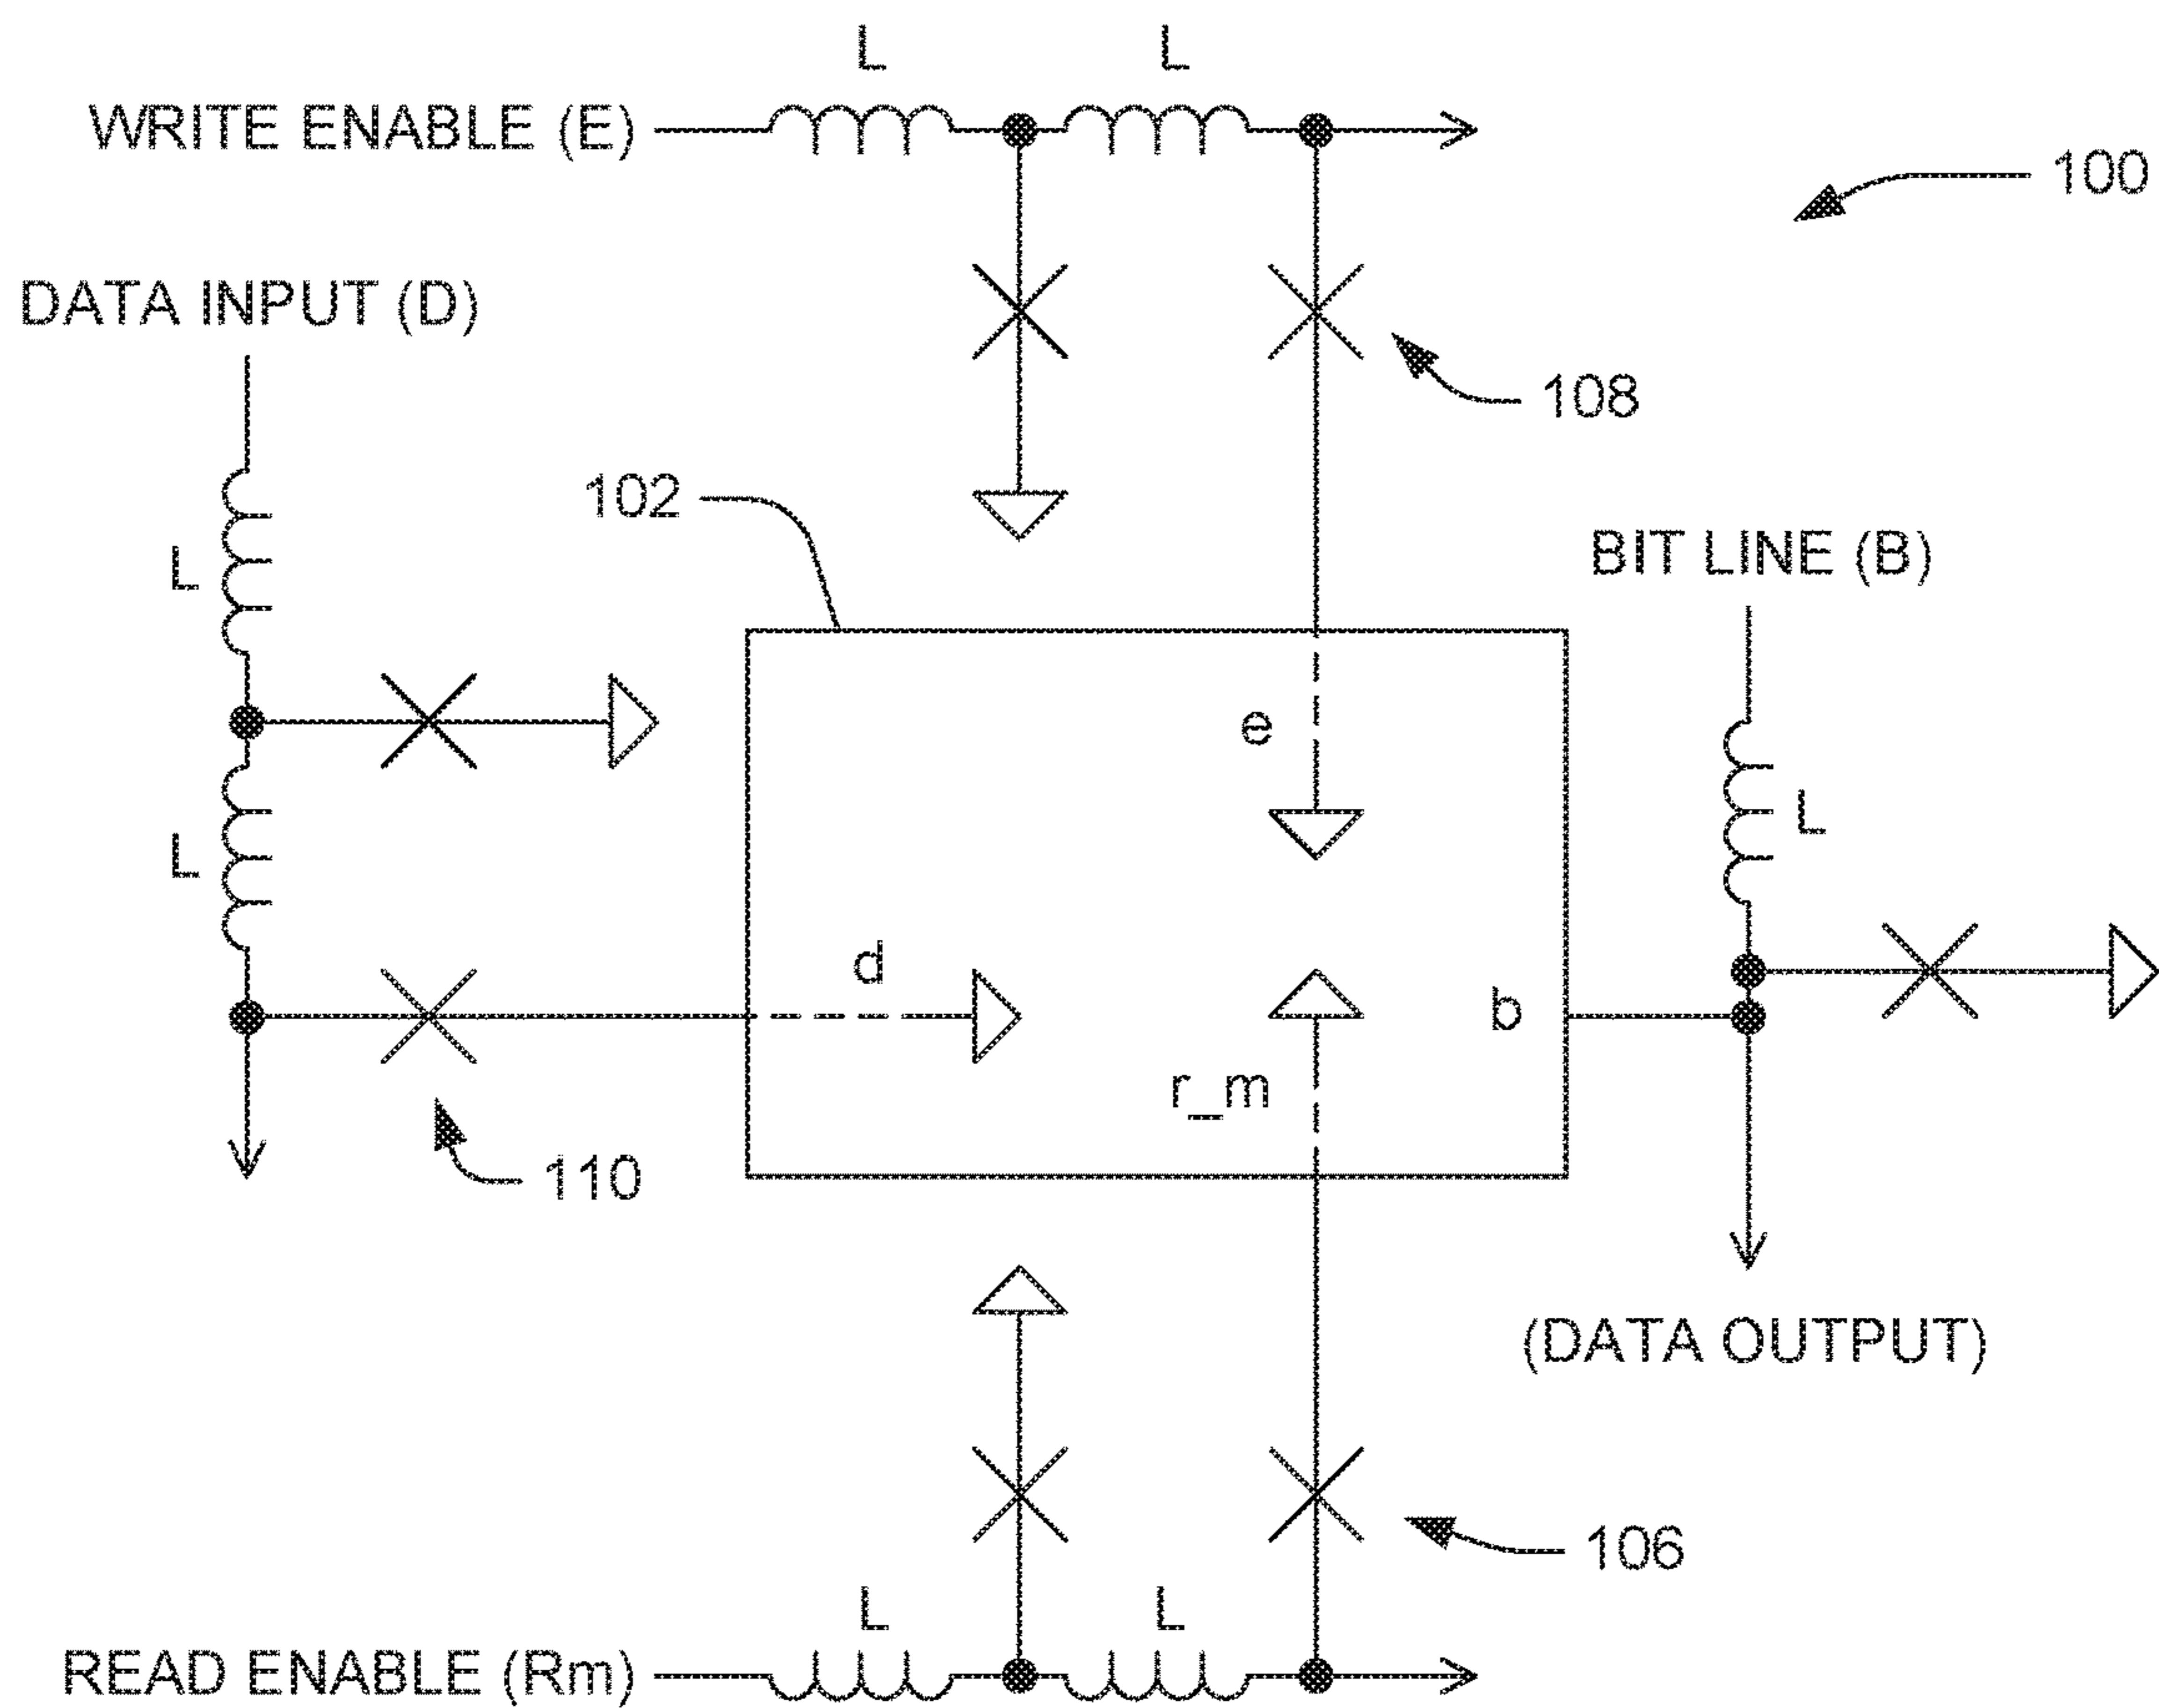 L L
WRITE ENABLE (E)
100
DATA INPUT (D)
108
102
BIT LINE (B)
L
e
L
L
d
b
r_m
110
(DATA OUTPUT)
106
L L
READ ENABLE (Rm)